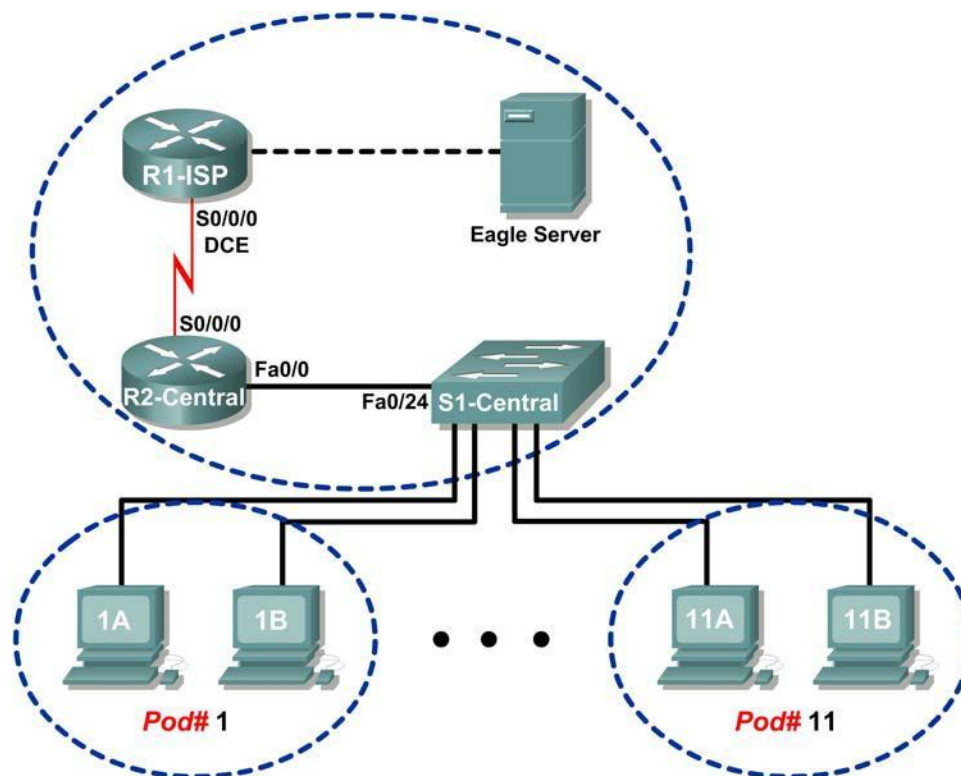 R1-ISP
S0/0/0
DCE
Eagle Server
S0/0/0
R2-Central
Fa0/0
Fa0/24
S1-Central
1A
1B
11A
11B
Pod# 1
Pod# 11